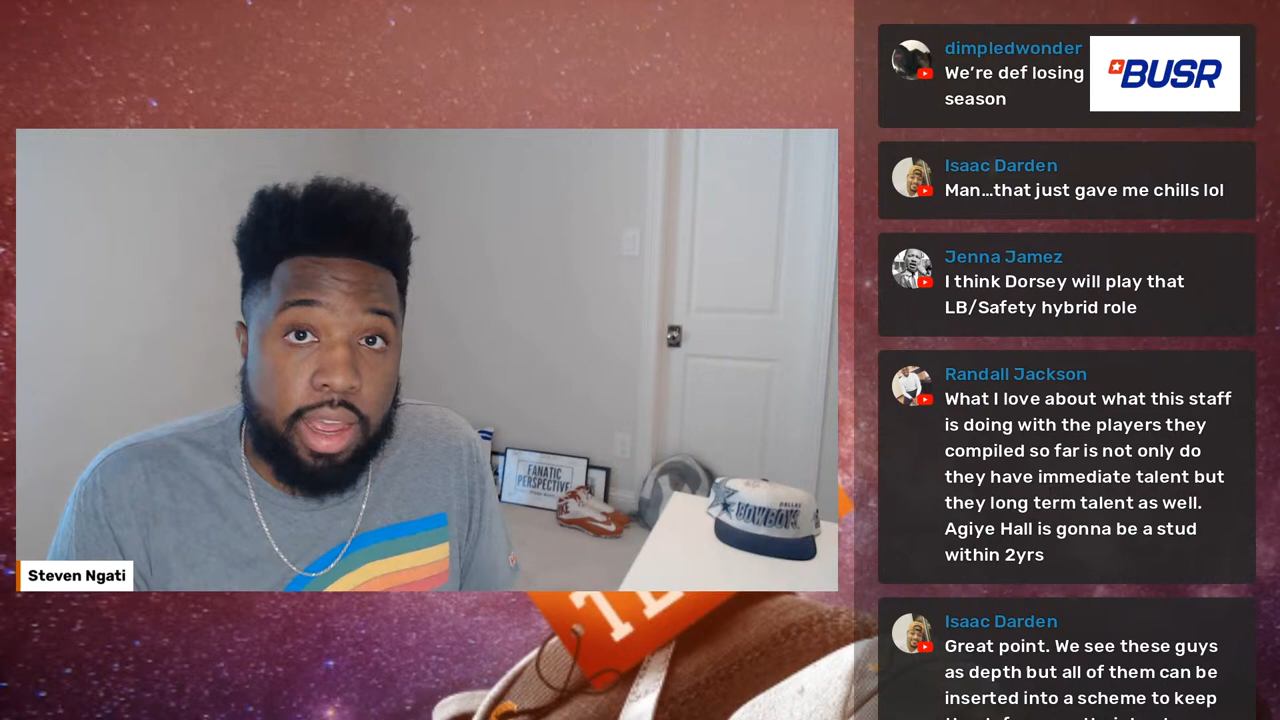 dimpledwonder
We’re def losing
season
BUSR
Isaac Darden
Man...that just gave me chills lol
Jenna Jamez
I think Dorsey will play that
LB/Safety hybrid role
Randall Jackson
What I love about what this staff
is doing with the players they
compiled so far is not only do
they have immediate talent but
they long term talent as well.
Agiye Hall is gonna be a stud
within 2yrs
Isaac Darden
Great point. We see these guys
as depth but all of them can be
inserted into a scheme to keep
FANATIC
PERSPECTIVE
DALLAS
COWBOYS
Steven Ngati